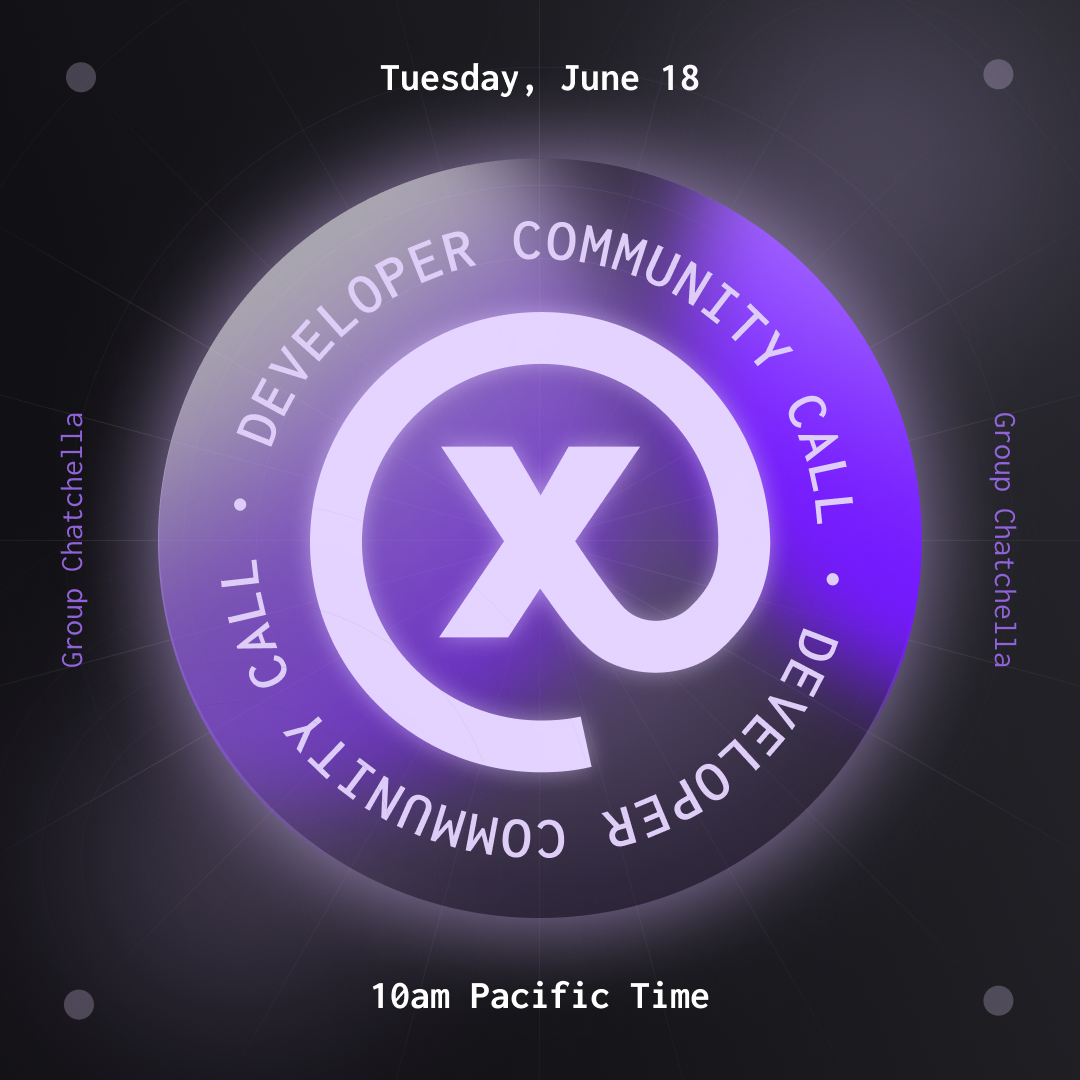 Tuesday, June 18
DEVELOPER COMMUNITY CALL • DEVELOPER COMMUNITY CALL •
x
Group Chatchella
Group Chatchella
10am Pacific Time